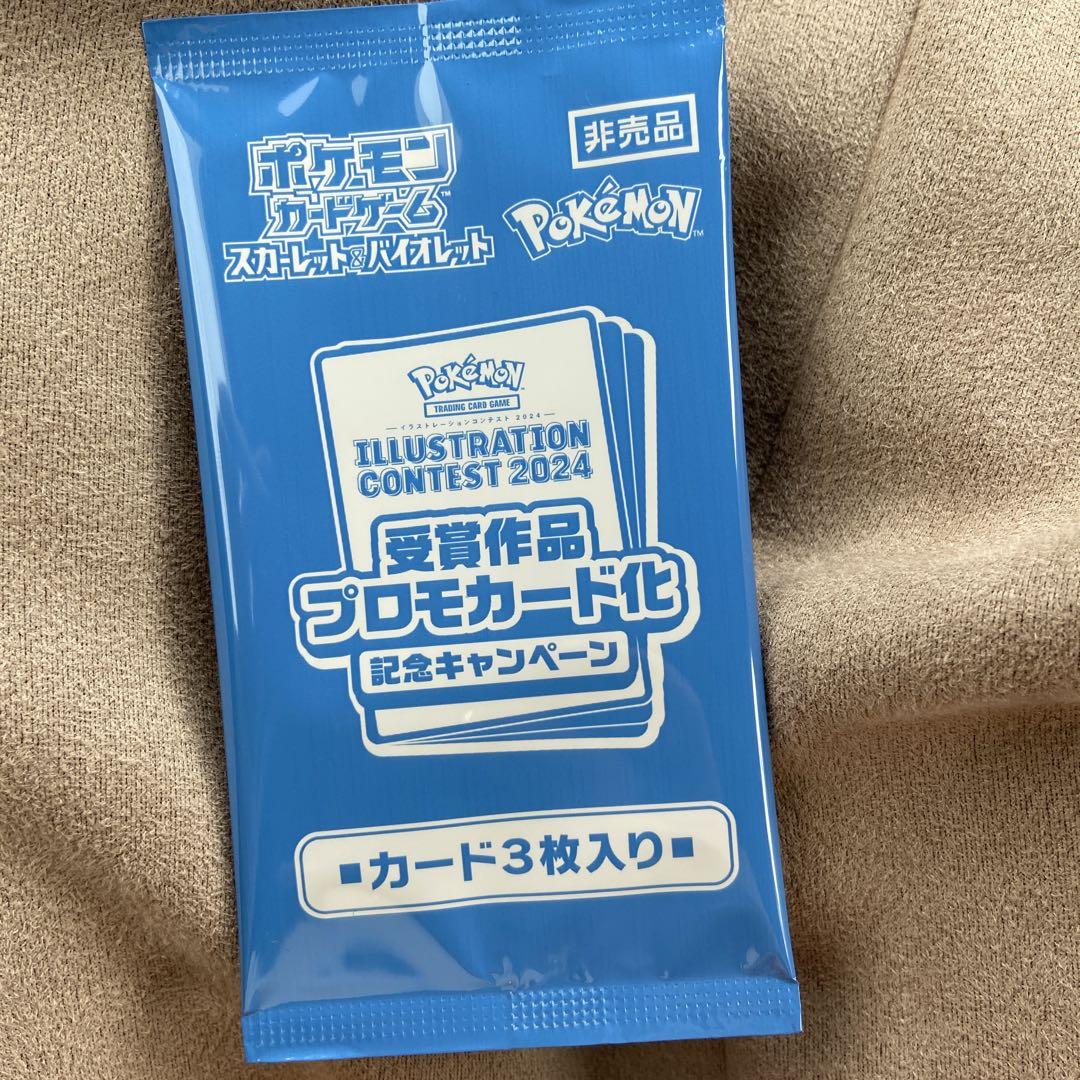 ポケモン
カードゲーム™
スカーレット&バイオレット
非売品
POKéMON™
POKéMON
TRADING CARD GAME
イラストレーションコンテスト 2024
ILLUSTRATION
CONTEST 2024
受賞作品
プロモカード化
記念キャンペーン
■カード3枚入り■